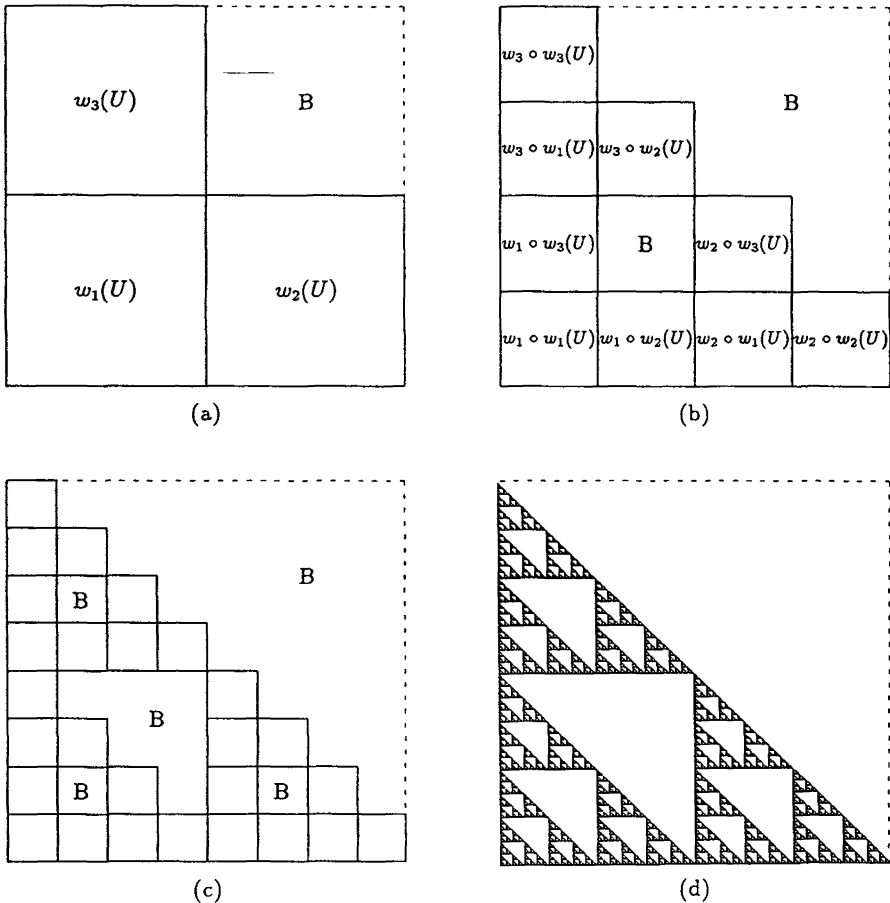 w₃(U) B
w₁(U) w₂(U)
(a)
w₃ ∘ w₃(U)
B
w₃ ∘ w₁(U) w₃ ∘ w₂(U)
w₁ ∘ w₃(U) B w₂ ∘ w₃(U)
w₁ ∘ w₁(U) w₁ ∘ w₂(U) w₂ ∘ w₁(U) w₂ ∘ w₂(U)
(b)
B
B
B
B B
(c)
(d)